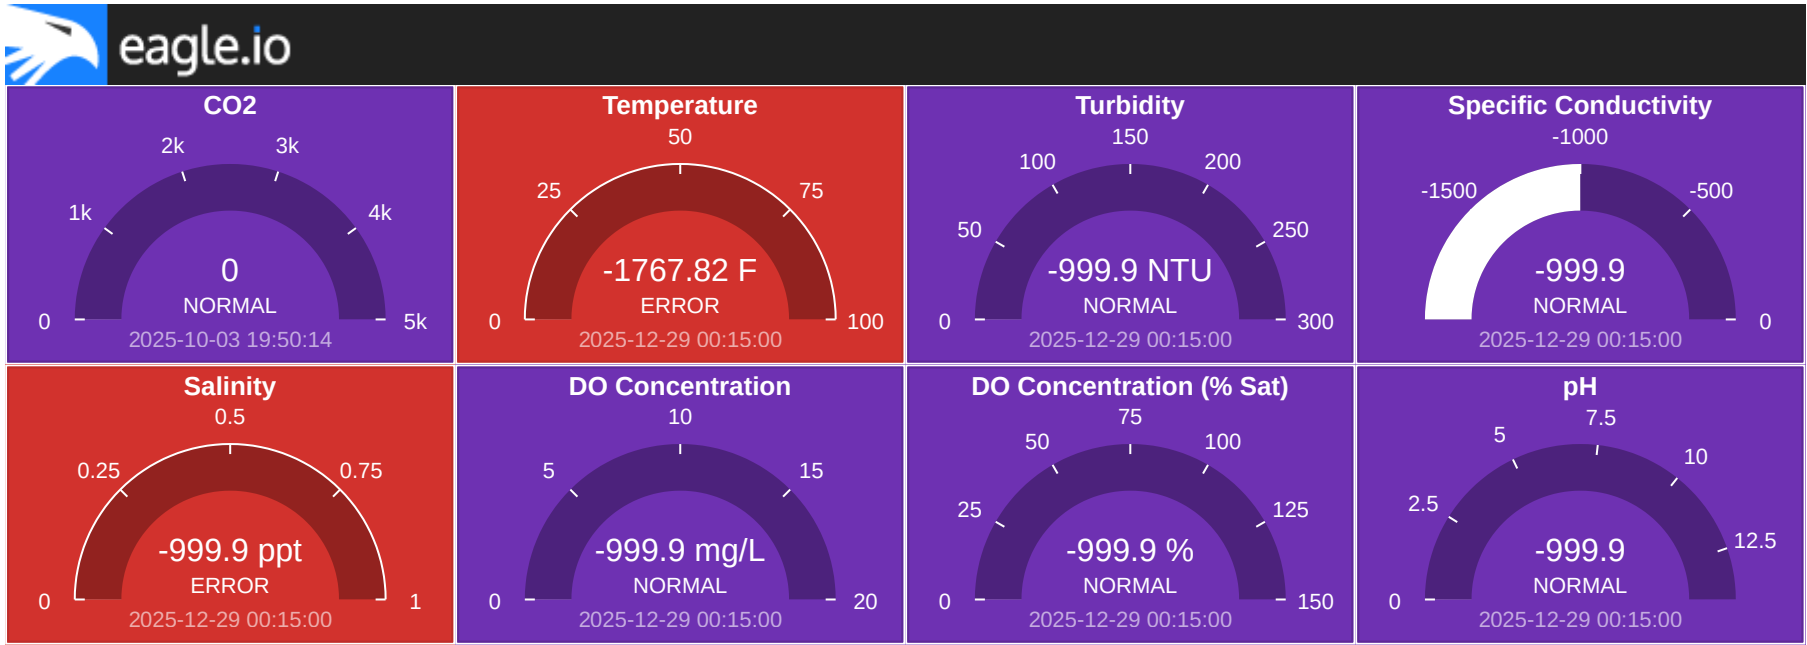 eagle.io
CO2
2k 3k
1k 4k
0
NORMAL
0 5k
2025-10-03 19:50:14
Temperature
50
25 75
-1767.82 F
ERROR
0 100
2025-12-29 00:15:00
Turbidity
150
100 200
50 250
-999.9 NTU
NORMAL
0 300
2025-12-29 00:15:00
Specific Conductivity
-1000
-1500 -500
-999.9
NORMAL
0
2025-12-29 00:15:00
Salinity
0.5
0.25 0.75
-999.9 ppt
ERROR
0 1
2025-12-29 00:15:00
DO Concentration
10
5 15
-999.9 mg/L
NORMAL
0 20
2025-12-29 00:15:00
DO Concentration (% Sat)
75
50 100
25 125
-999.9 %
NORMAL
0 150
2025-12-29 00:15:00
pH
7.5
5 10
2.5 12.5
-999.9
NORMAL
0
2025-12-29 00:15:00